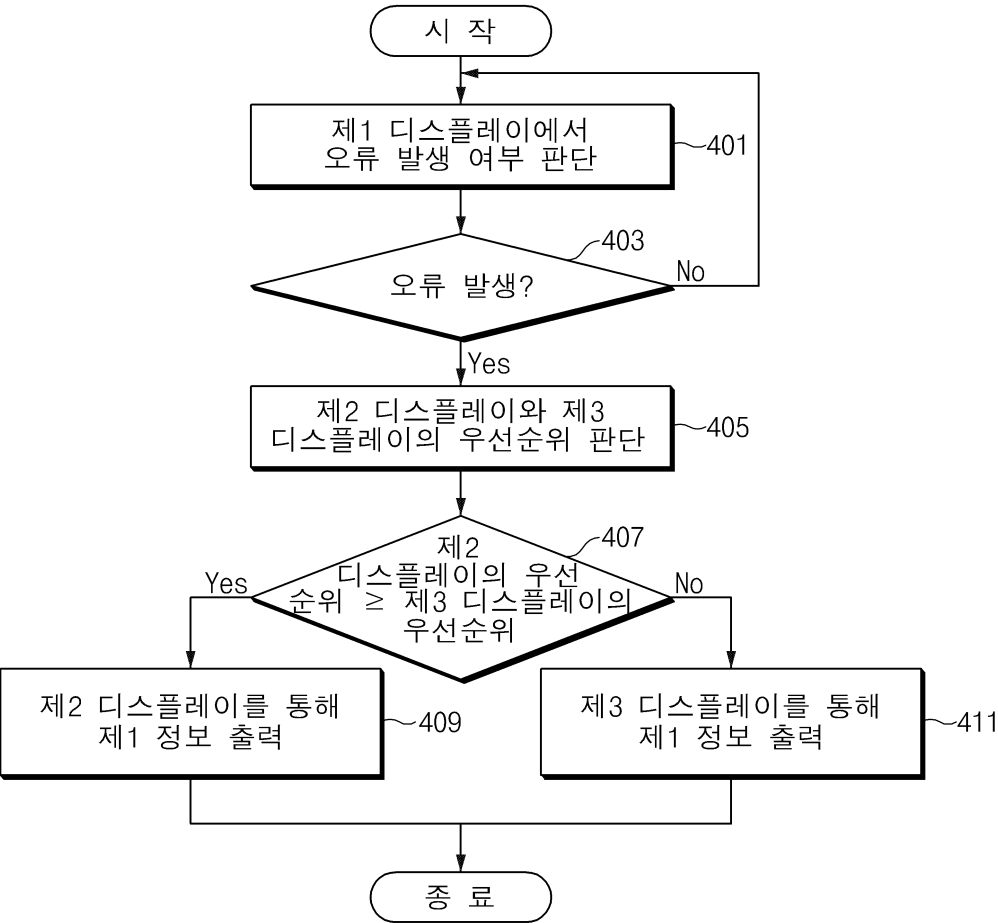 시 작
제1 디스플레이에서
오류 발생 여부 판단
401
403
오류 발생?
No
Yes
제2 디스플레이와 제3
디스플레이의 우선순위 판단
405
407
제2
디스플레이의 우선
순위 ≥ 제3 디스플레이의
우선순위
Yes
No
제2 디스플레이를 통해
제1 정보 출력
409
제3 디스플레이를 통해
제1 정보 출력
411
종 료